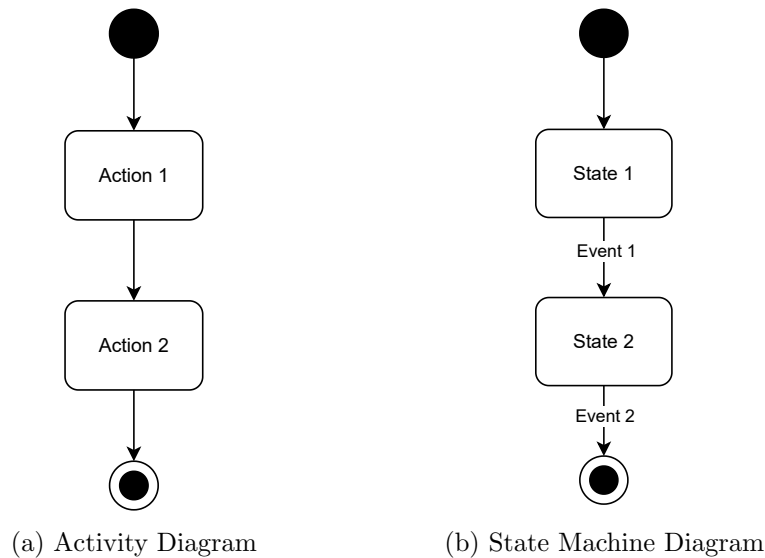 Action 1
Action 2
(a) Activity Diagram
State 1
Event 1
State 2
Event 2
(b) State Machine Diagram